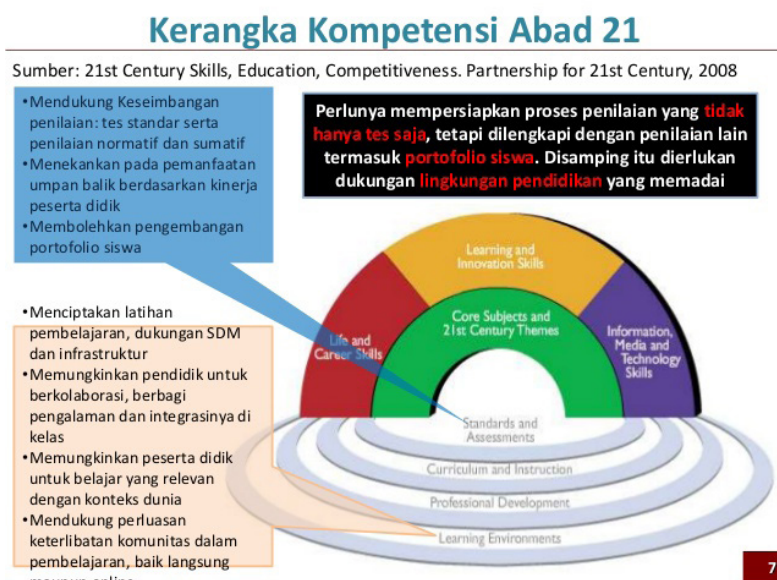 Kerangka Kompetensi Abad 21
Sumber: 21st Century Skills, Education, Competitiveness. Partnership for 21st Century, 2008
•Mendukung Keseimbangan
penilaian: tes standar serta
penilaian normatif dan sumatif
•Menekankan pada pemanfaatan
umpan balik berdasarkan kinerja
peserta didik
•Membolehkan pengembangan
portofolio siswa
Perlunya mempersiapkan proses penilaian yang tidak
hanya tes saja, tetapi dilengkapi dengan penilaian lain
termasuk portofolio siswa. Disamping itu dierlukan
dukungan lingkungan pendidikan yang memadai
•Menciptakan latihan
pembelajaran, dukungan SDM
dan infrastruktur
•Memungkinkan pendidik untuk
berkolaborasi, berbagi
pengalaman dan integrasinya di
kelas
•Memungkinkan peserta didik
untuk belajar yang relevan
dengan konteks dunia
•Mendukung perluasan
keterlibatan komunitas dalam
pembelajaran, baik langsung
maupun online
Learning and
Innovation Skills
Core Subjects and
21st Century Themes
Life and
Career Skills
Information,
Media and
Technology
Skills
Standards and
Assessments
Curriculum and Instruction
Professional Development
Learning Environments
7